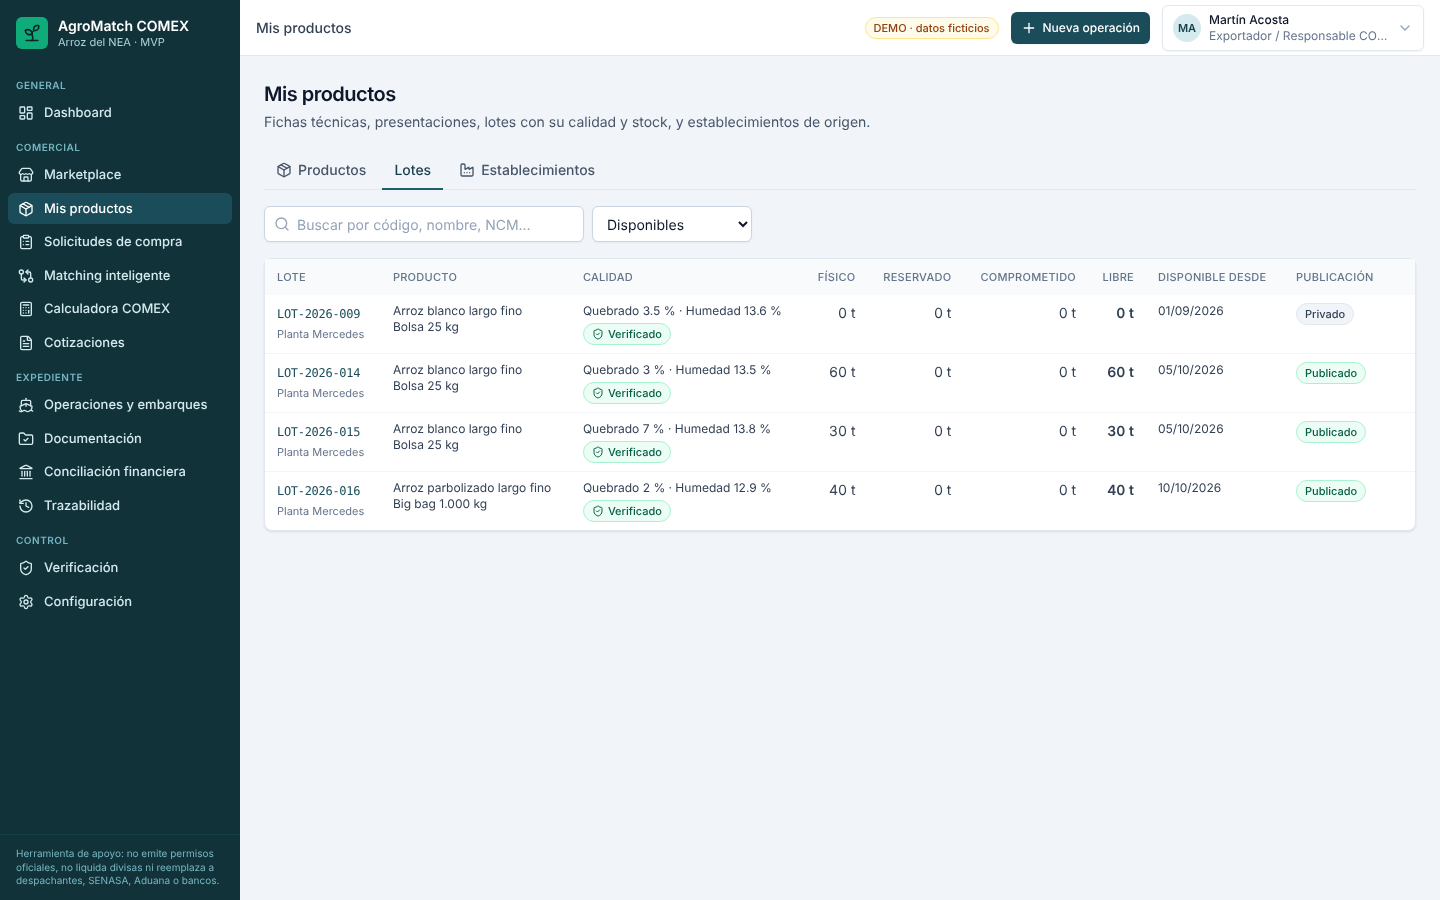 AgroMatch COMEX
Arroz del NEA · MVP
GENERAL
Dashboard
COMERCIAL
Marketplace
Mis productos
Solicitudes de compra
Matching inteligente
Calculadora COMEX
Cotizaciones
EXPEDIENTE
Operaciones y embarques
Documentación
Conciliación financiera
Trazabilidad
CONTROL
Verificación
Configuración
Herramienta de apoyo: no emite permisos
oficiales, no liquida divisas ni reemplaza a
despachantes, SENASA, Aduana o bancos.
Mis productos
DEMO · datos ficticios
Nueva operación
MA
Martín Acosta
Exportador / Responsable CO...
Mis productos
Fichas técnicas, presentaciones, lotes con su calidad y stock, y establecimientos de origen.
Productos Lotes Establecimientos
Buscar por código, nombre, NCM... Disponibles
LOTE PRODUCTO CALIDAD FÍSICO RESERVADO COMPROMETIDO LIBRE DISPONIBLE DESDE PUBLICACIÓN
LOT-2026-009 Arroz blanco largo fino Quebrado 3.5 % · Humedad 13.6 % 0 t 0 t 0 t 0 t 01/09/2026 Privado
Planta Mercedes Bolsa 25 kg Verificado
LOT-2026-014 Arroz blanco largo fino Quebrado 3 % · Humedad 13.5 % 60 t 0 t 0 t 60 t 05/10/2026 Publicado
Planta Mercedes Bolsa 25 kg Verificado
LOT-2026-015 Arroz blanco largo fino Quebrado 7 % · Humedad 13.8 % 30 t 0 t 0 t 30 t 05/10/2026 Publicado
Planta Mercedes Bolsa 25 kg Verificado
LOT-2026-016 Arroz parbolizado largo fino Quebrado 2 % · Humedad 12.9 % 40 t 0 t 0 t 40 t 10/10/2026 Publicado
Planta Mercedes Big bag 1.000 kg Verificado